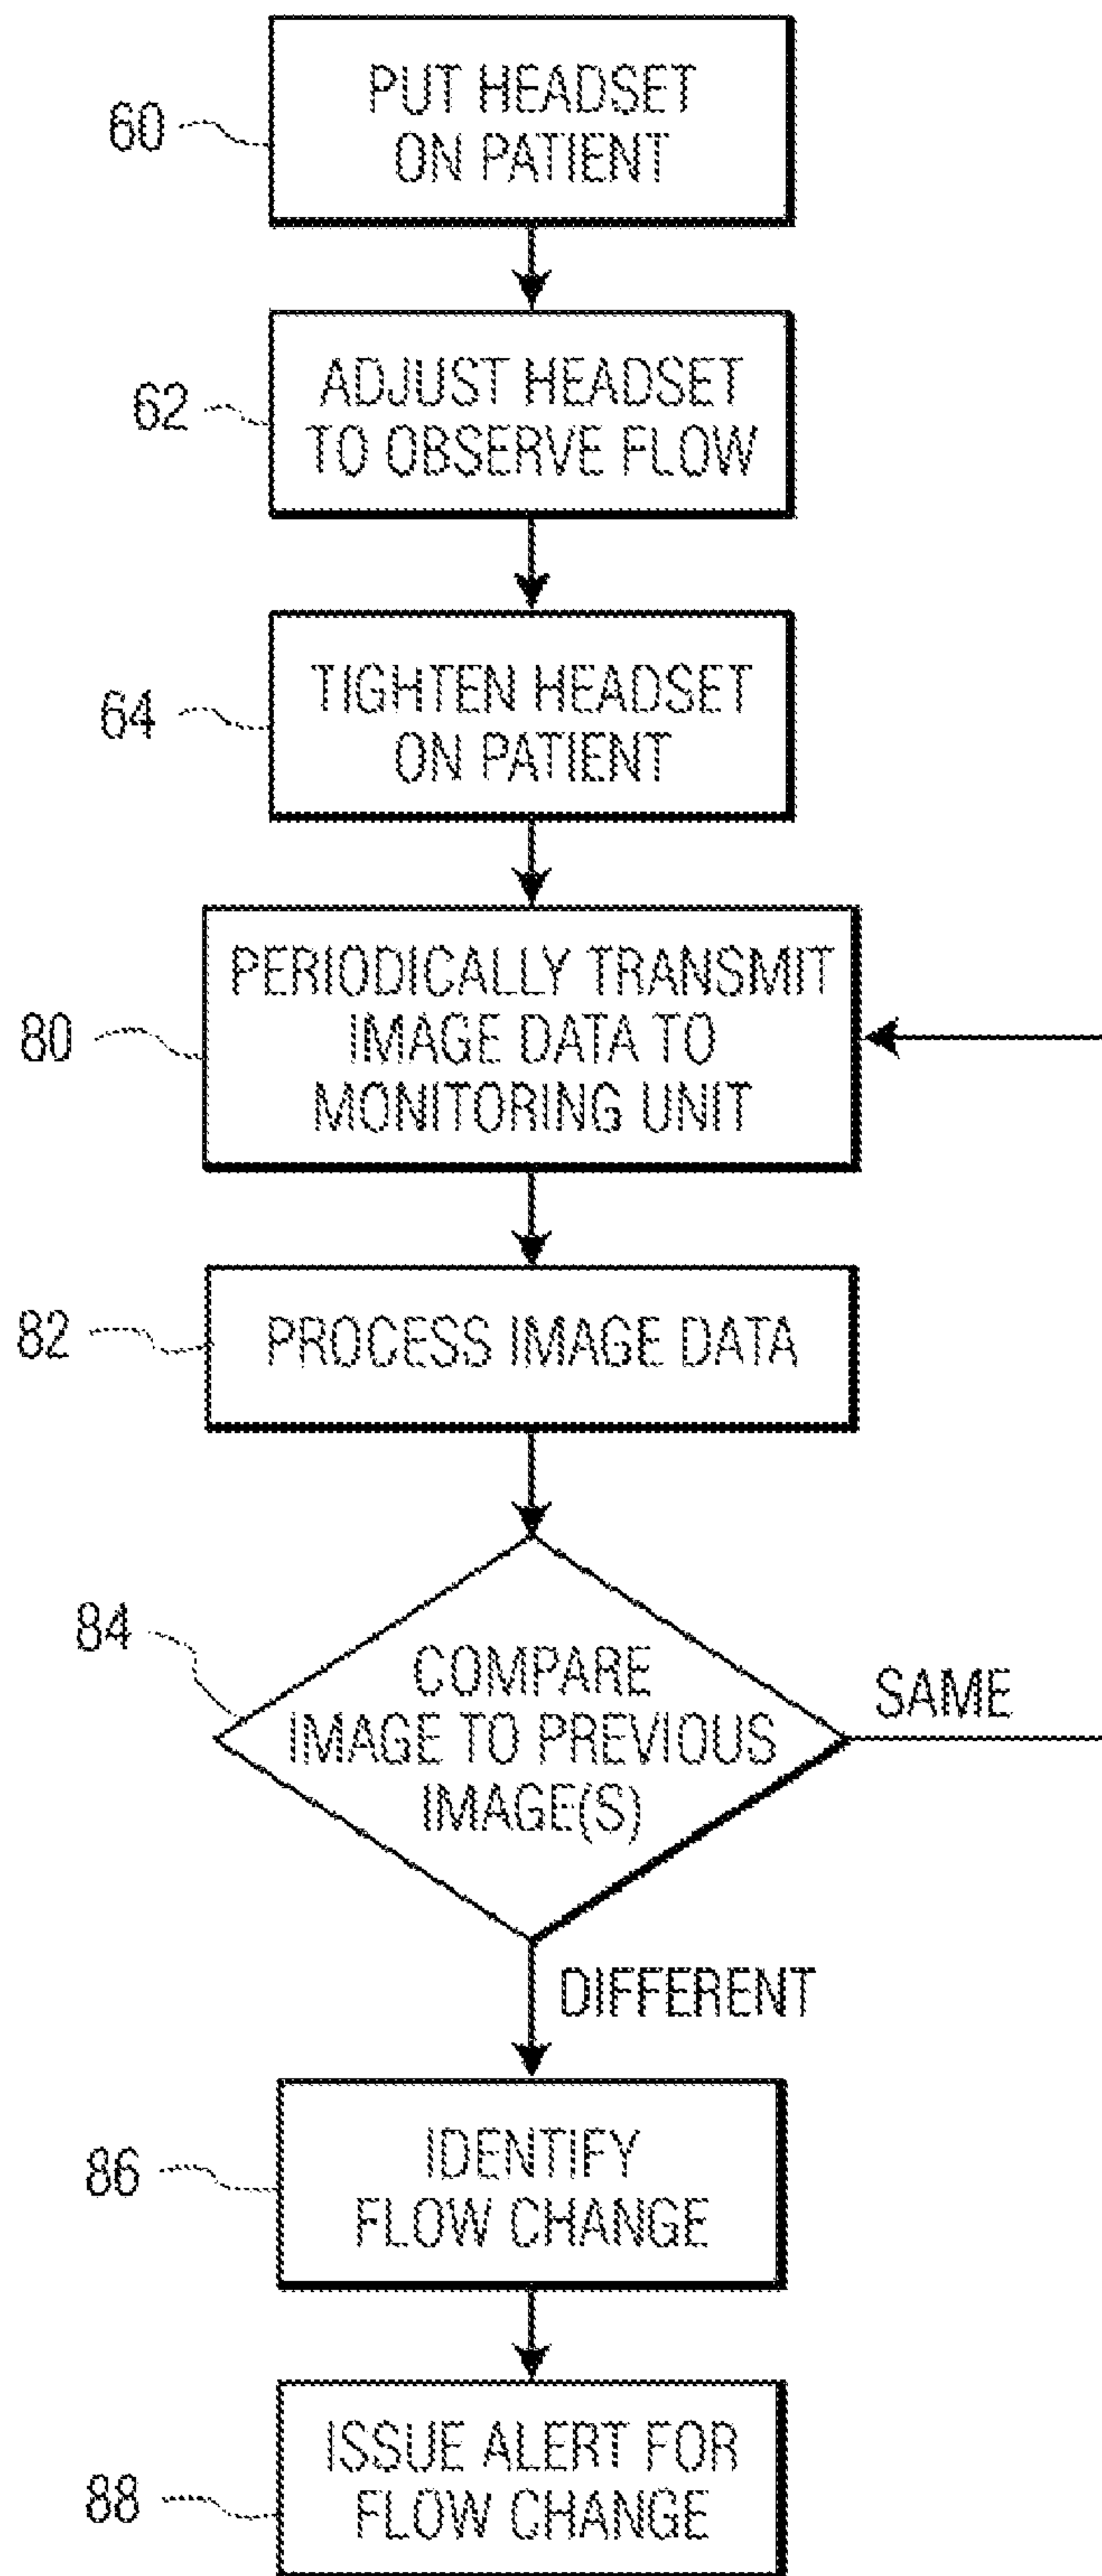 60
PUT HEADSET
ON PATIENT
62
ADJUST HEADSET
TO OBSERVE FLOW
64
TIGHTEN HEADSET
ON PATIENT
80
PERIODICALLY TRANSMIT
IMAGE DATA TO
MONITORING UNIT
82
PROCESS IMAGE DATA
84
COMPARE
IMAGE TO PREVIOUS
IMAGE(S)
SAME
DIFFERENT
86
IDENTIFY
FLOW CHANGE
88
ISSUE ALERT FOR
FLOW CHANGE